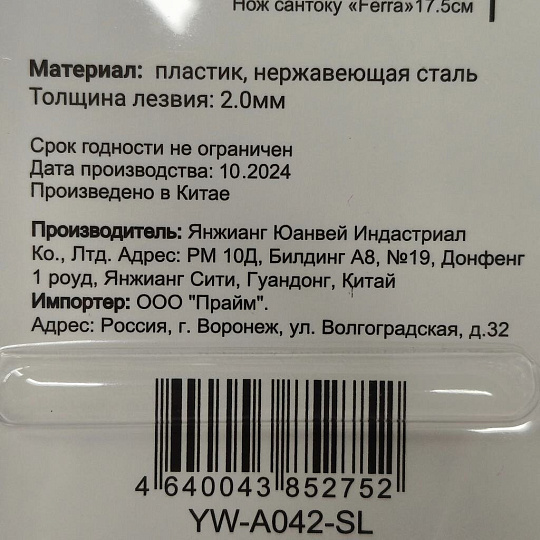 Нож сантоку «Ferra»17.5см
Материал: пластик, нержавеющая сталь
Толщина лезвия: 2.0мм
Срок годности не ограничен
Дата производства: 10.2024
Произведено в Китае
Производитель: Янжианг Юанвей Индастриал
Ко., Лтд. Адрес: РМ 10Д, Билдинг А8, №19, Донфенг
1 роуд, Янжианг Сити, Гуандонг, Китай
Импортер: ООО "Прайм".
Адрес: Россия, г. Воронеж, ул. Волгоградская, д.32
4 640043 852752
YW-A042-SL